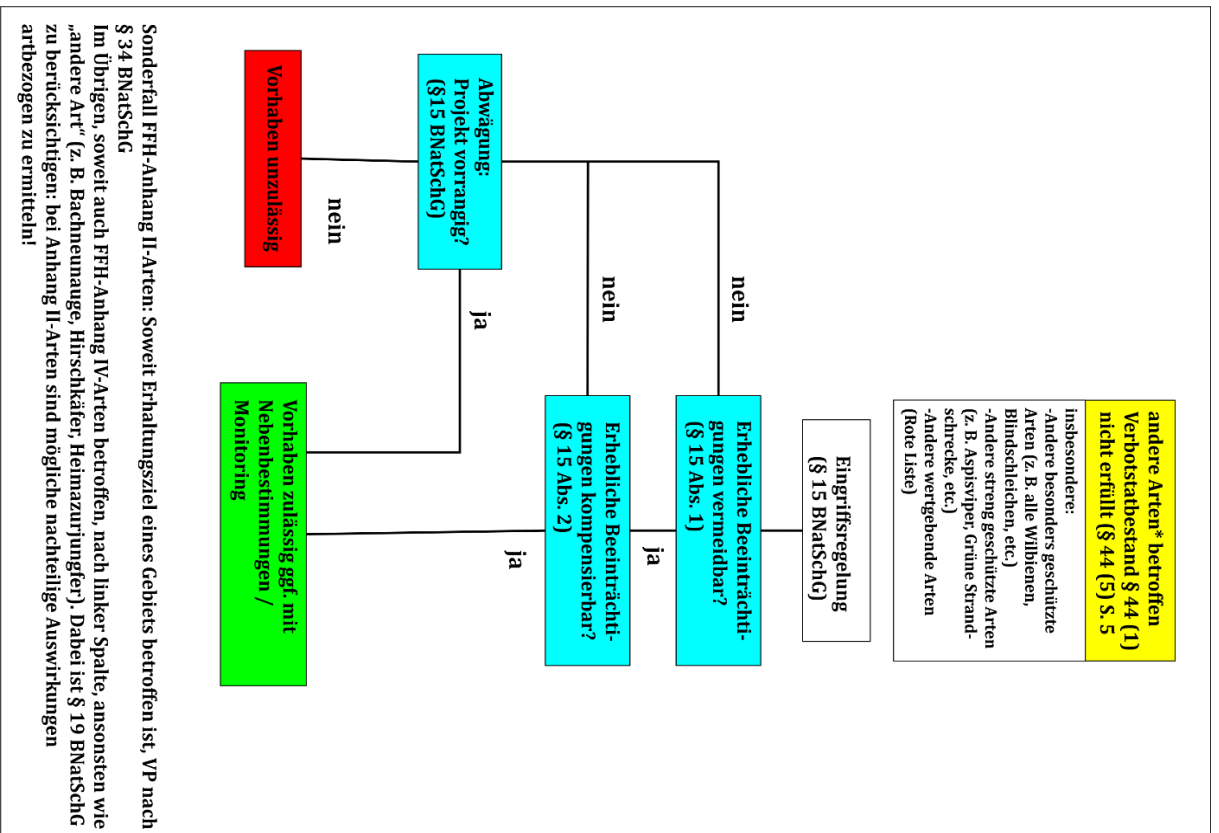 andere Arten* betroffen
Verbotstatbestand § 44 (1)
nicht erfüllt (§ 44 (5) S. 5
insbesondere:
-Andere besonders geschützte
Arten (z. B. alle Wilbienen,
Blindschleichen, etc.)
-Andere streng geschützte Arten
(z. B. Aspisviper, Grüne Strand-
schrecke, etc.)
-Andere wertgebende Arten
(Rote Liste)
Eingriffsregelung
(§ 15 BNatSchG)
Erhebliche Beeinträchti-
gungen vermeidbar?
(§ 15 Abs. 1)
nein
ja
Erhebliche Beeinträchti-
gungen kompensierbar?
(§ 15 Abs. 2)
nein
ja
Abwägung:
Projekt vorrangig?
(§15 BNatSchG)
ja
nein
Vorhaben unzulässig
Vorhaben zulässig ggf. mit
Nebenbestimmungen /
Monitoring
Sonderfall FFH-Anhang II-Arten: Soweit Erhaltungsziel eines Gebiets betroffen ist, VP nach
§ 34 BNatSchG
Im Übrigen, soweit auch FFH-Anhang IV-Arten betroffen, nach linker Spalte, ansonsten wie
„andere Art“ (z. B. Bachneunauge, Hirschkäfer, Heimazurjungfer). Dabei ist § 19 BNatSchG
zu berücksichtigen: bei Anhang II-Arten sind mögliche nachteilige Auswirkungen
artbezogen zu ermitteln!